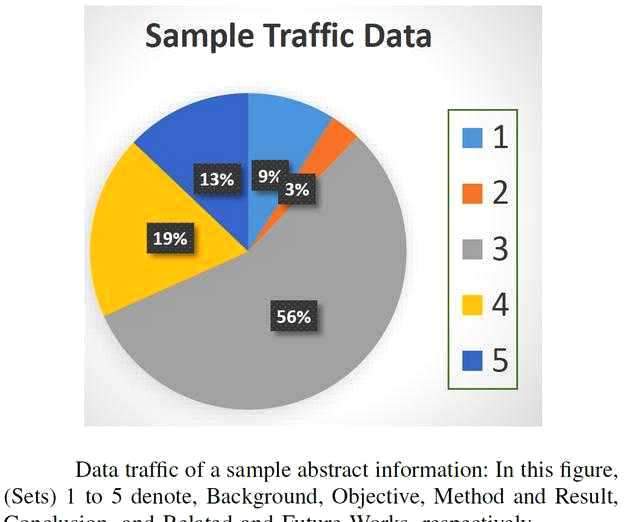 Sample Traffic Data
13%
9%
3%
19%
56%
1
2
3
4
5
Data traffic of a sample abstract information: In this figure,
(Sets) 1 to 5 denote, Background, Objective, Method and Result,
Conclusion, and Related and Future Works, respectively